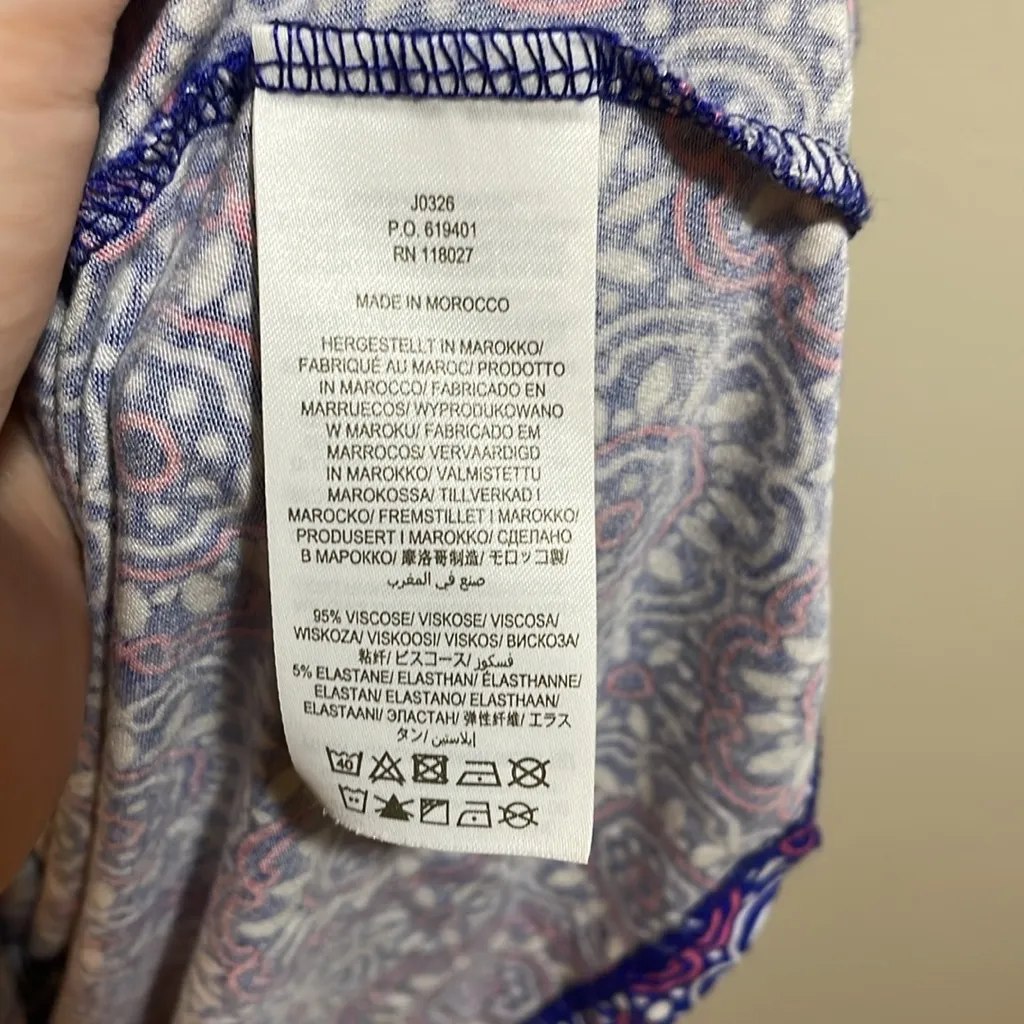 J0326
P.O. 619401
RN 118027
MADE IN MOROCCO
HERGESTELLT IN MAROKKO/
FABRIQUÉ AU MAROC/ PRODOTTO
IN MAROCCO/ FABRICADO EN
MARRUECOS/ WYPRODUKOWANO
W MAROKU/ FABRICADO EM
MARROCOS/ VERVAARDIGD
IN MAROKKO/ VALMISTETTU
MAROKOSSA/ TILLVERKAD I
MAROCKO/ FREMSTILLET I MAROKKO/
PRODUSERT I MAROKKO/ СДЕЛАНО
В МАРОККО/ 摩洛哥制造/ モロッコ製/
صنع في المغرب
95% VISCOSE/ VISKOSE/ VISCOSA/
WISKOZA/ VISKOOSI/ VISKOS/ ВИСКОЗА/
粘纤/ ビスコース/ فسكوز/
5% ELASTANE/ ELASTHAN/ ÉLASTHANNE/
ELASTAN/ ELASTANO/ ELASTHAAN/
ELASTAANI/ ЭЛАСТАН/ 弹性纤維/ エラス
タン/ إيلاستين
40